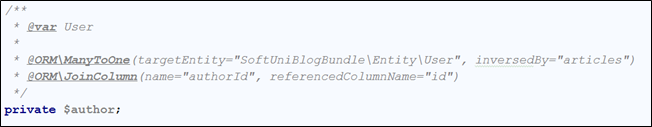 /**
 * @var User
 *
 * @ORM\ManyToOne(targetEntity="SoftUniBlogBundle\Entity\User", inversedBy="articles")
 * @ORM\JoinColumn(name="authorId", referencedColumnName="id")
 */
private $author;